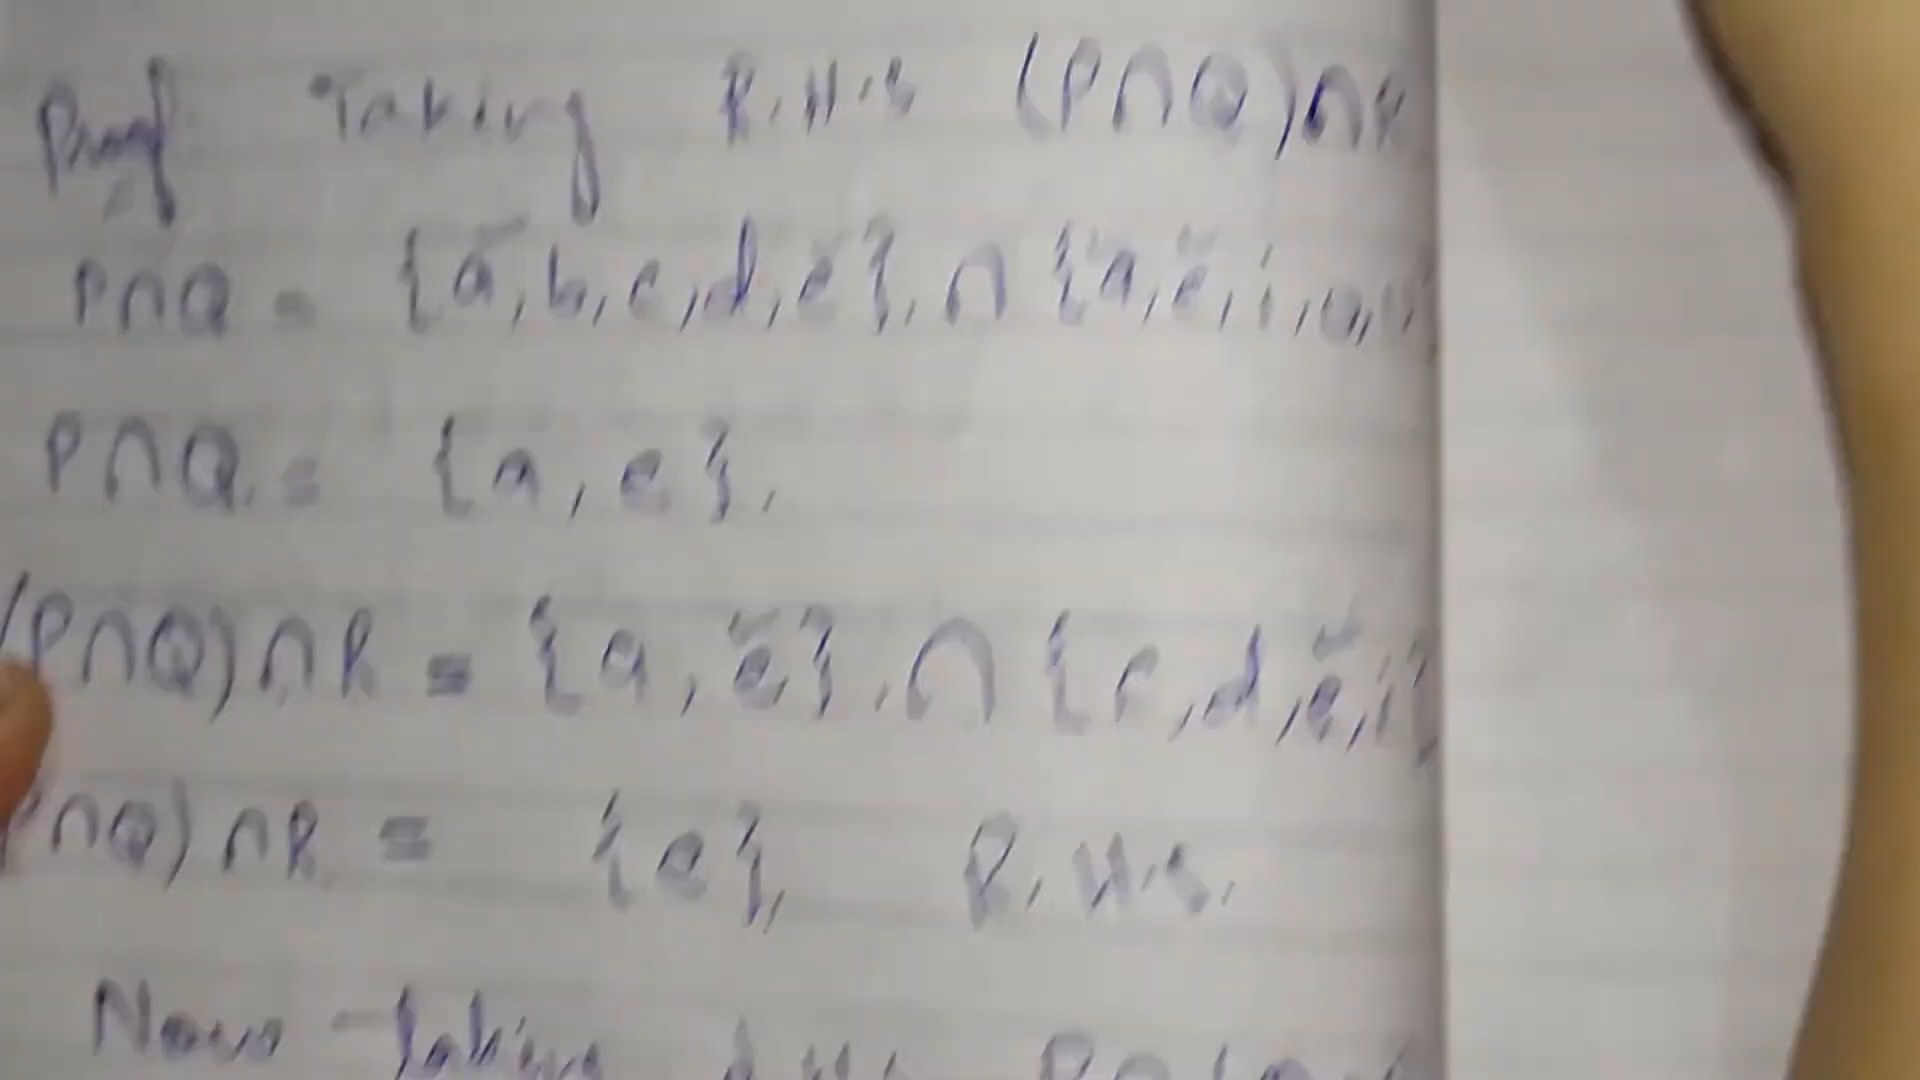 Proof Taking R.H.S (P∩Q)∩R
P∩Q = {a, b, c, d, e}, ∩ {a, e, i, o, u}
P∩Q = {a, e},
(P∩Q)∩R = {a, e}, ∩ {c, d, e, i}
P∩Q)∩R = {e}, R.H.S.
Now taking L.H.S P∩(Q